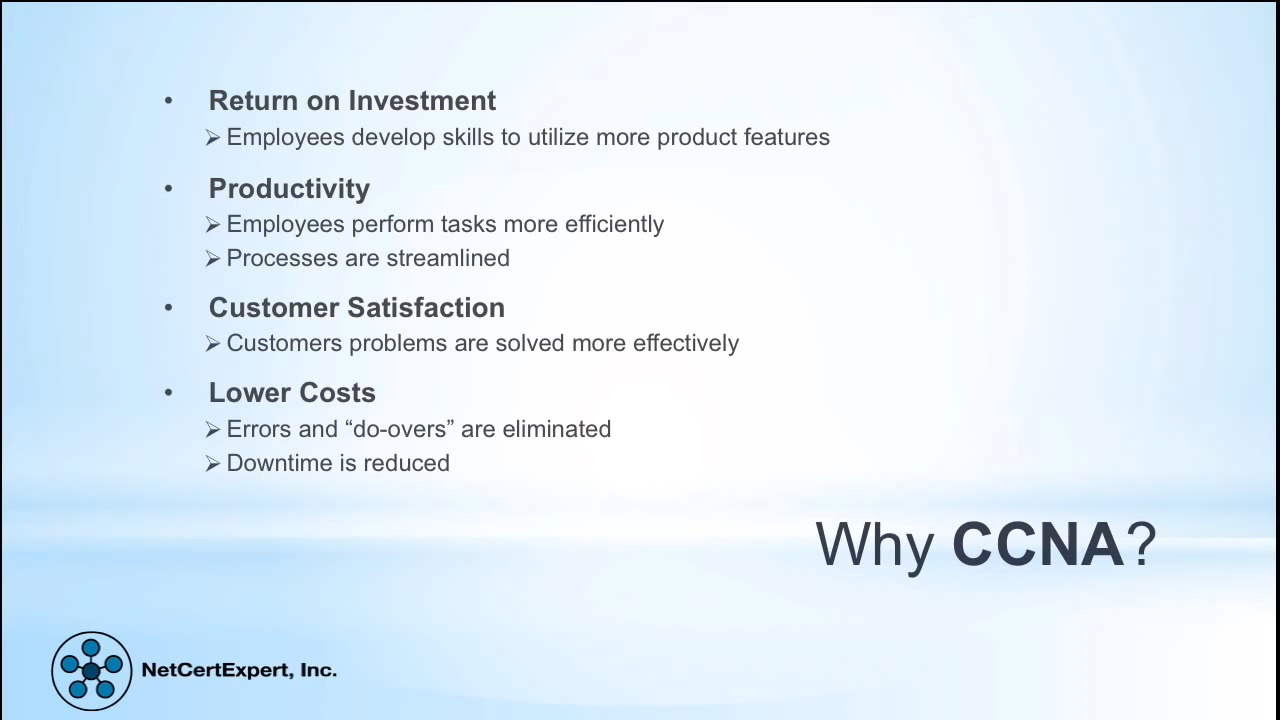 • Return on Investment
➢ Employees develop skills to utilize more product features
• Productivity
➢ Employees perform tasks more efficiently
➢ Processes are streamlined
• Customer Satisfaction
➢ Customers problems are solved more effectively
• Lower Costs
➢ Errors and “do-overs” are eliminated
➢ Downtime is reduced
Why CCNA?
NetCertExpert, Inc.